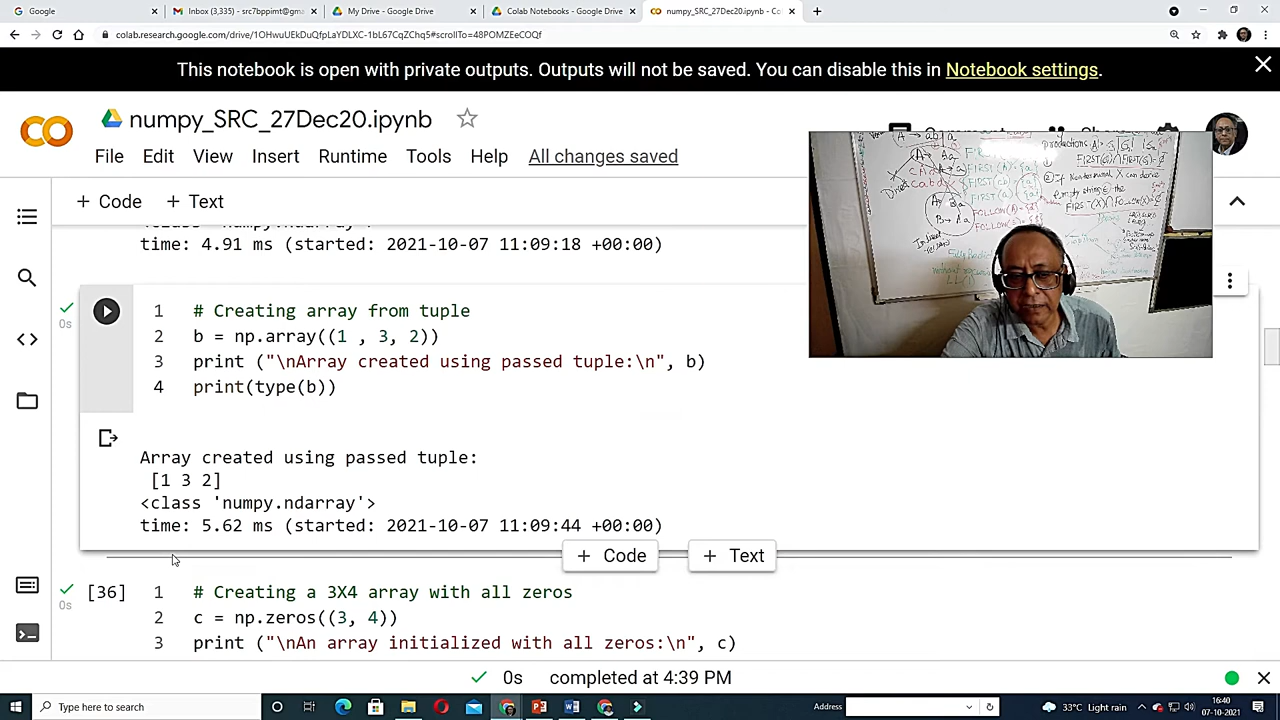 Google
Inbox (3,335) - src7bppimt@gma
My Drive - Google Drive
Colab Notebooks - Google Drive
numpy_SRC_27Dec20.ipynb - Co
colab.research.google.com/drive/1OHwuUEkDuQfpLaYDLXC-1bL67CqZChq5#scrollTo=48POMZEeCOQf
This notebook is open with private outputs. Outputs will not be saved. You can disable this in Notebook settings.
numpy_SRC_27Dec20.ipynb
File Edit View Insert Runtime Tools Help All changes saved
+ Code + Text
time: 4.91 ms (started: 2021-10-07 11:09:18 +00:00)
0s
1 # Creating array from tuple
2 b = np.array((1 , 3, 2))
3 print ("\nArray created using passed tuple:\n", b)
4 print(type(b))
Array created using passed tuple:
[1 3 2]
<class 'numpy.ndarray'>
time: 5.62 ms (started: 2021-10-07 11:09:44 +00:00)
+ Code + Text
[36] 1 # Creating a 3X4 array with all zeros
0s
2 c = np.zeros((3, 4))
3 print ("\nAn array initialized with all zeros:\n", c)
0s completed at 4:39 PM
Type here to search
Address
33°C Light rain
16:40
07-10-2021